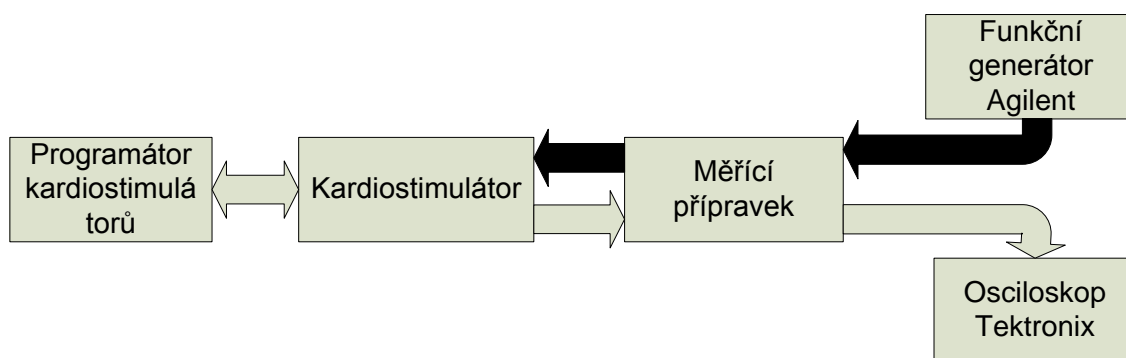 Funkční
generátor
Agilent
Programátor
kardiostimulá
torů
Kardiostimulátor
Měřící
přípravek
Osciloskop
Tektronix